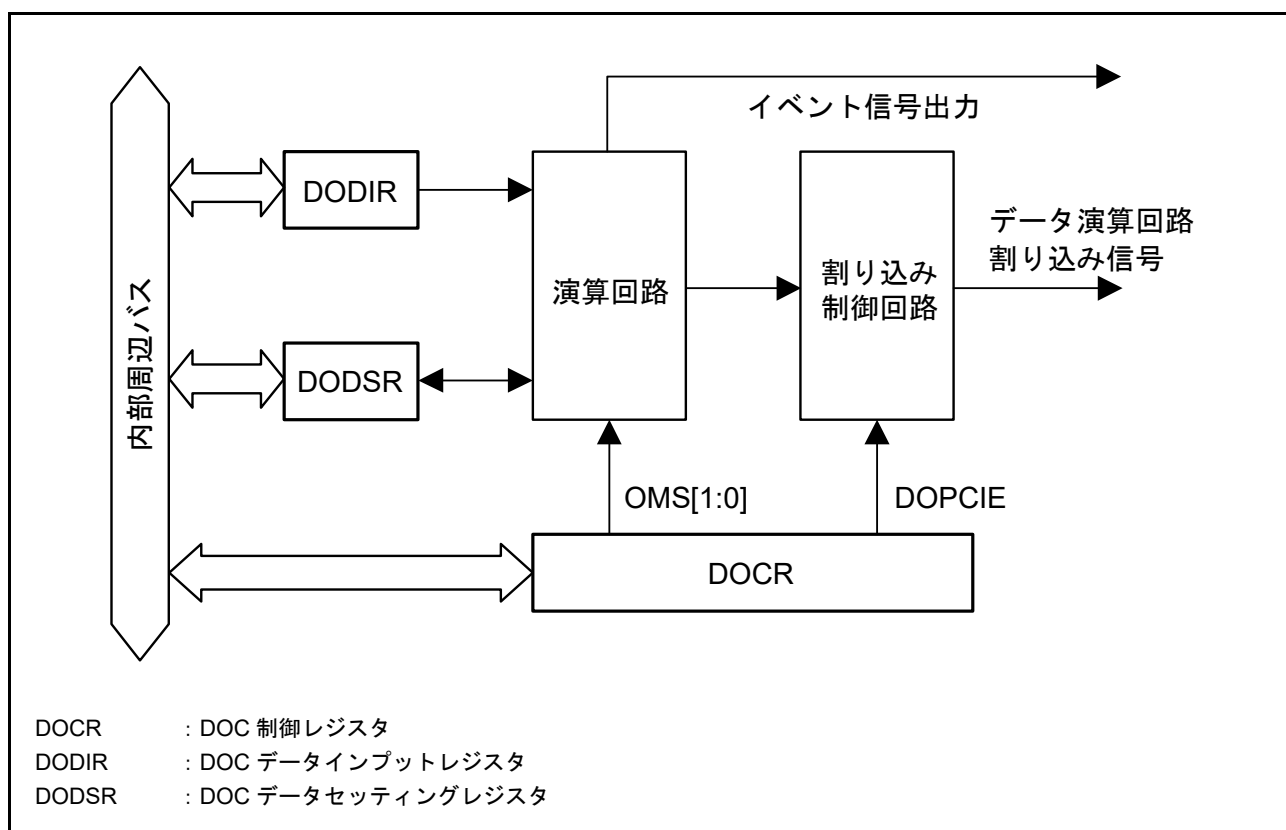 イベント信号出力
DODIR
演算回路
割り込み
制御回路
データ演算回路
割り込み信号
内部周辺バス
DODSR
OMS[1:0]
DOPCIE
DOCR
DOCR : DOC 制御レジスタ
DODIR : DOC データインプットレジスタ
DODSR : DOC データセッティングレジスタ